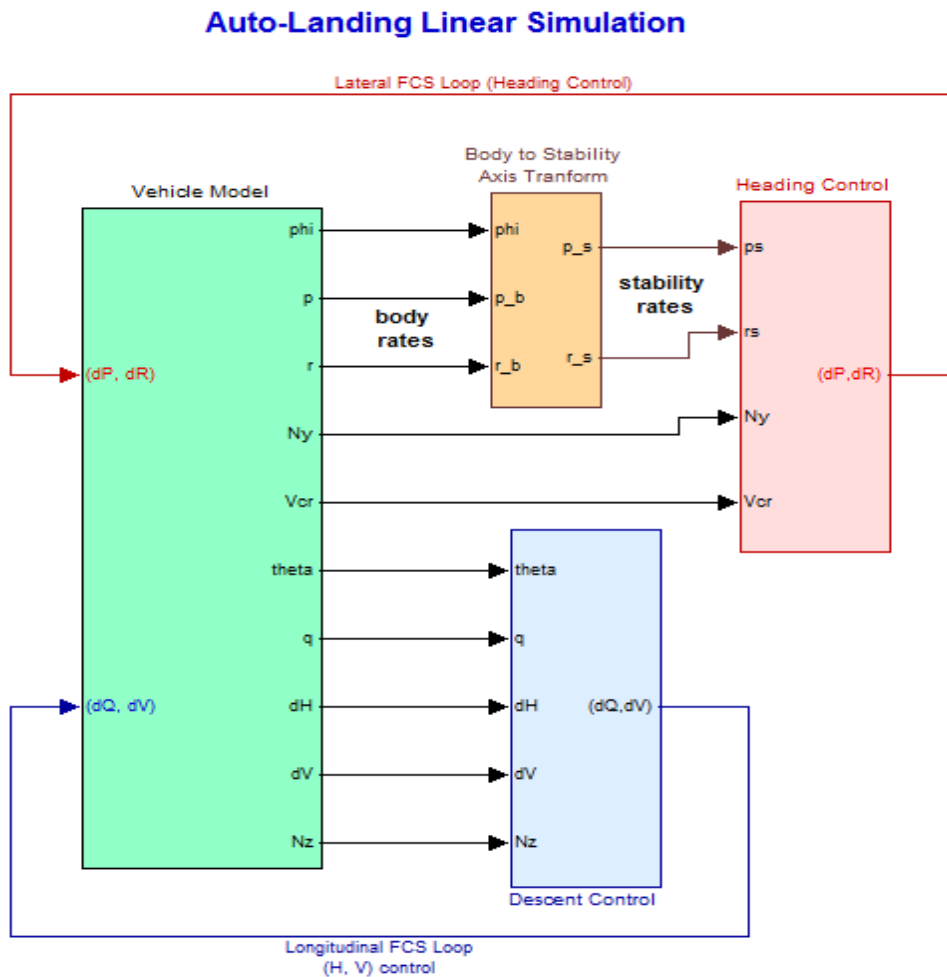 Auto-Landing Linear Simulation
Lateral FCS Loop (Heading Control)
Body to Stability
Axis Tranform
Vehicle Model
Heading Control
phi
p
r
Ny
Vcr
theta
q
dH
dV
Nz
(dP, dR)
(dQ, dV)
body
rates
phi
p_b
r_b
p_s
r_s
stability
rates
ps
rs
Ny
Vcr
(dP,dR)
theta
q
dH
dV
Nz
(dQ,dV)
Descent Control
Longitudinal FCS Loop
(H, V) control